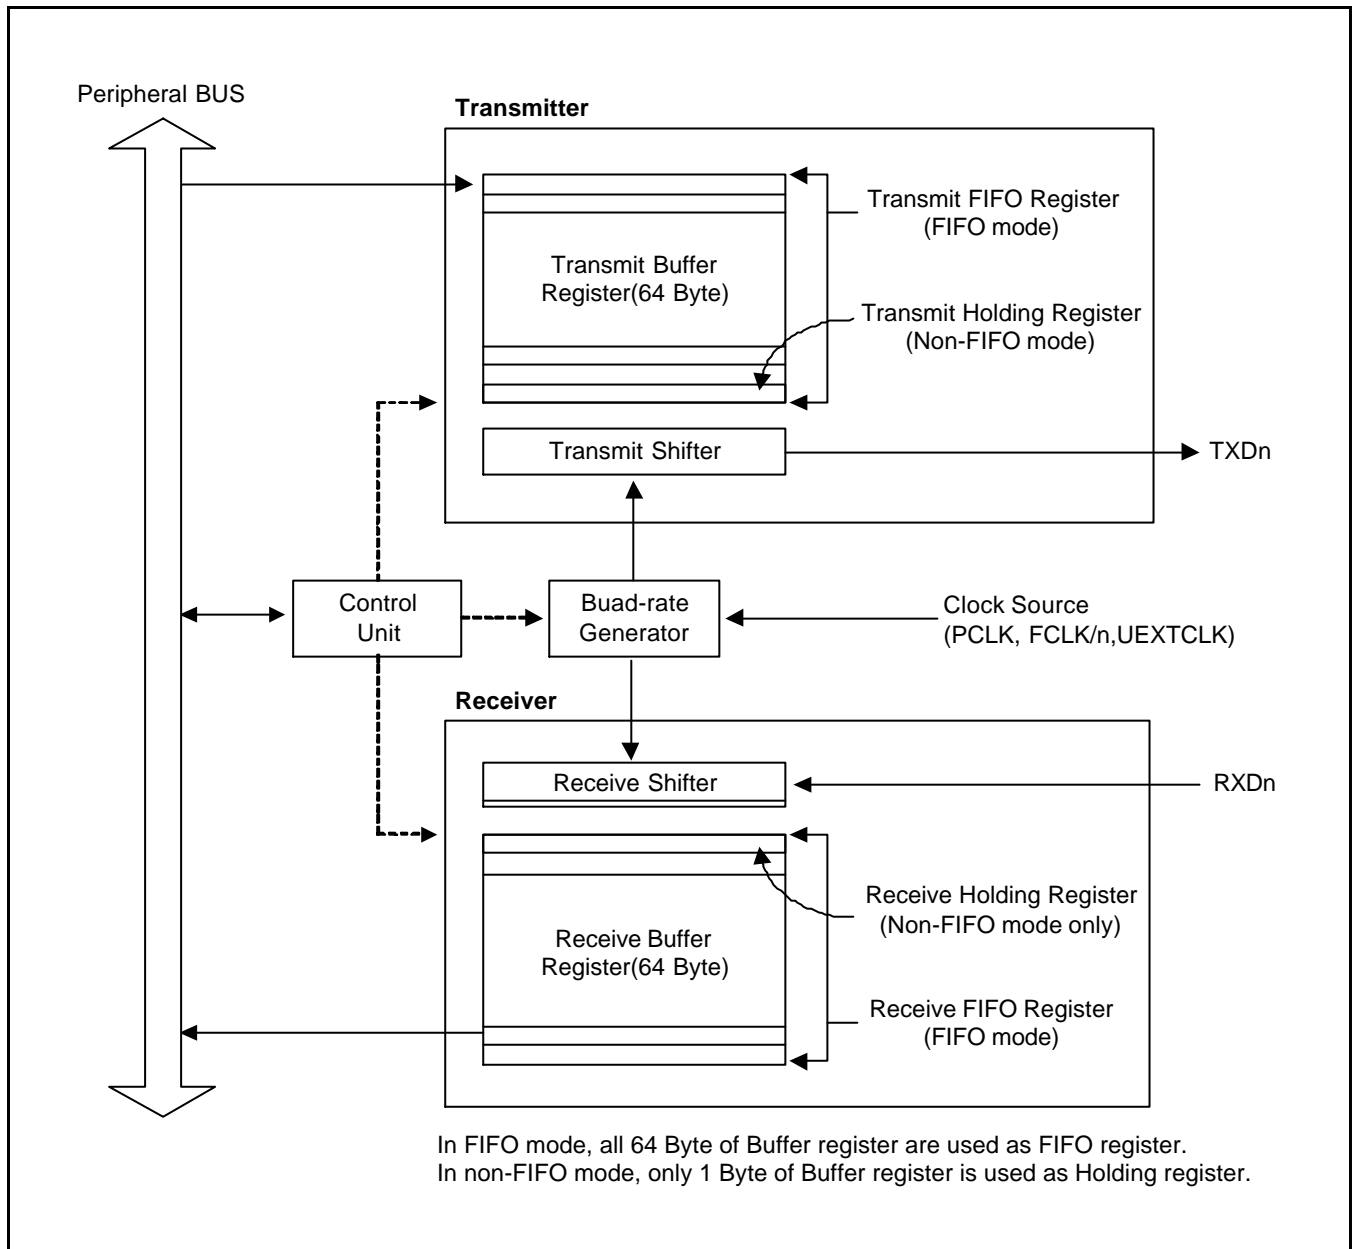 Peripheral BUS
Transmitter
Transmit FIFO Register
(FIFO mode)
Transmit Buffer
Register(64 Byte)
Transmit Holding Register
(Non-FIFO mode)
Transmit Shifter
TXDn
Control
Unit
Buad-rate
Generator
Clock Source
(PCLK, FCLK/n,UEXTCLK)
Receiver
Receive Shifter
RXDn
Receive Holding Register
(Non-FIFO mode only)
Receive Buffer
Register(64 Byte)
Receive FIFO Register
(FIFO mode)
In FIFO mode, all 64 Byte of Buffer register are used as FIFO register.
In non-FIFO mode, only 1 Byte of Buffer register is used as Holding register.